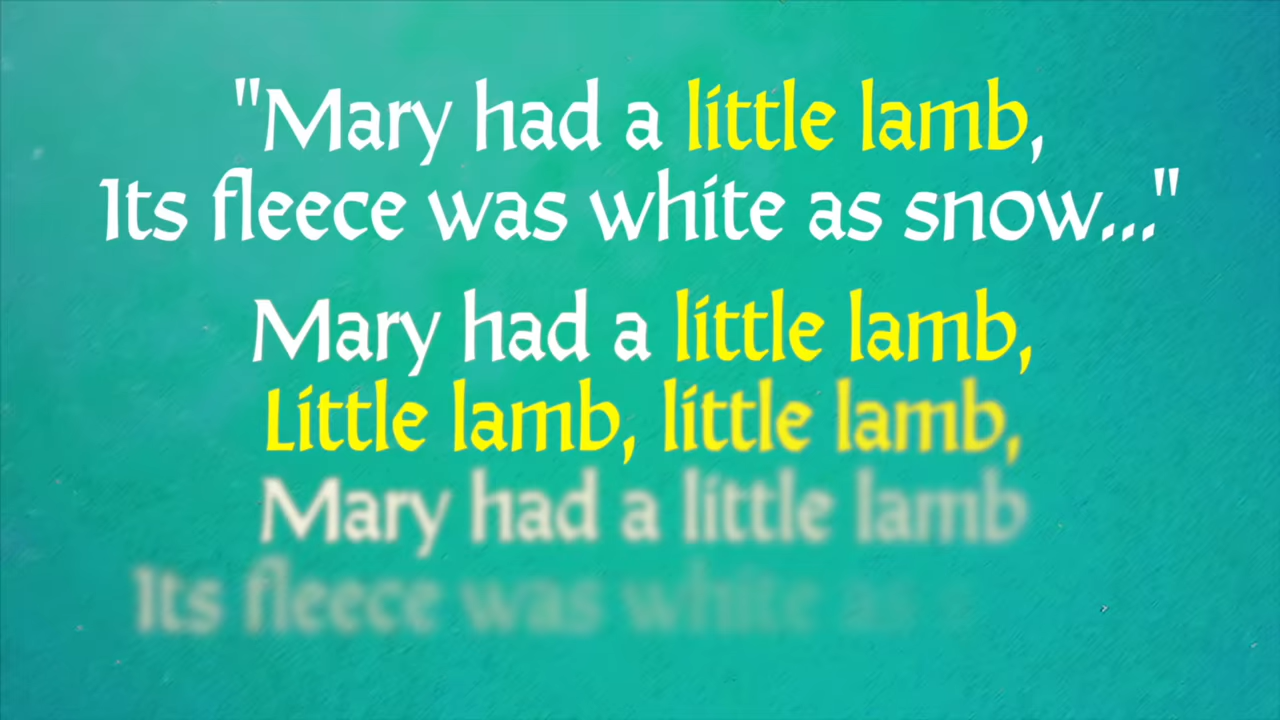 "Mary had a little lamb,
Its fleece was white as snow..."
Mary had a little lamb,
Little lamb, little lamb,
Mary had a little lamb
Its fleece was white as s